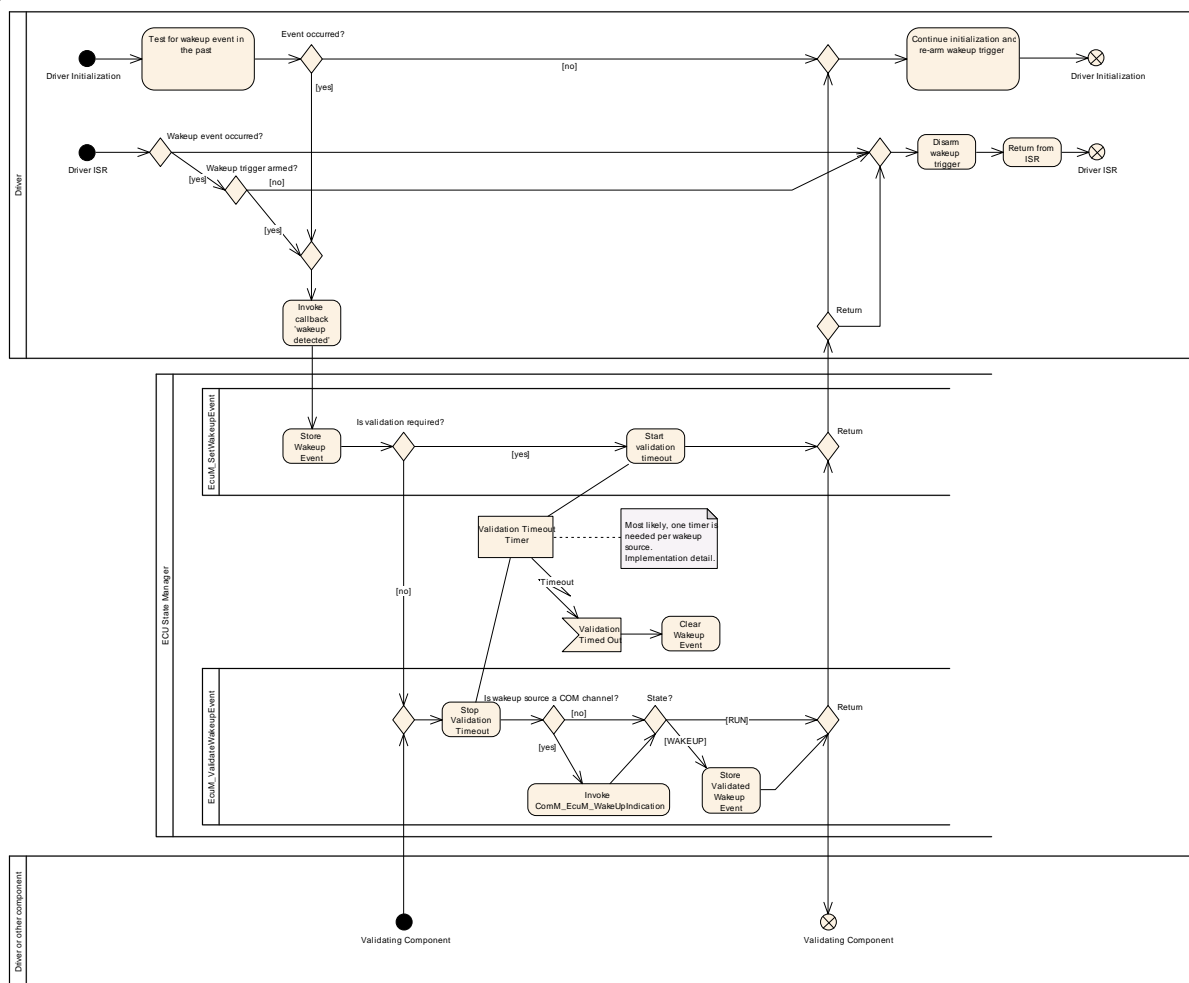 Driver
Event occurred?
Test for wakeup event in
the past
Continue initialization and
re-arm wakeup trigger
[no]
Driver Initialization
Driver Initialization
[yes]
Wakeup event occurred?
Disarm
wakeup
trigger
Return from
ISR
Driver ISR
Driver ISR
Wakeup trigger armed?
[yes]
[no]
[yes]
Invoke
callback
'wakeup
detected'
Return
ECU State Manager
EcuM_SetWakeupEvent
Is validation required?
Store
Wakeup
Event
[yes]
Start
validation
timeout
Return
Validation Timeout
Timer
Most likely, one timer is
needed per wakeup
source.
Implementation detail.
[no]
Timeout
Validation
Timed Out
Clear
Wakeup
Event
EcuM_ValidateWakeupEvent
Is wakeup source a COM channel?
State?
Stop
Validation
Timeout
[no]
[RUN]
Return
[yes]
[WAKEUP]
Invoke
ComM_EcuM_WakeUpIndication
Store
Validated
Wakeup
Event
Driver or other component
Validating Component
Validating Component